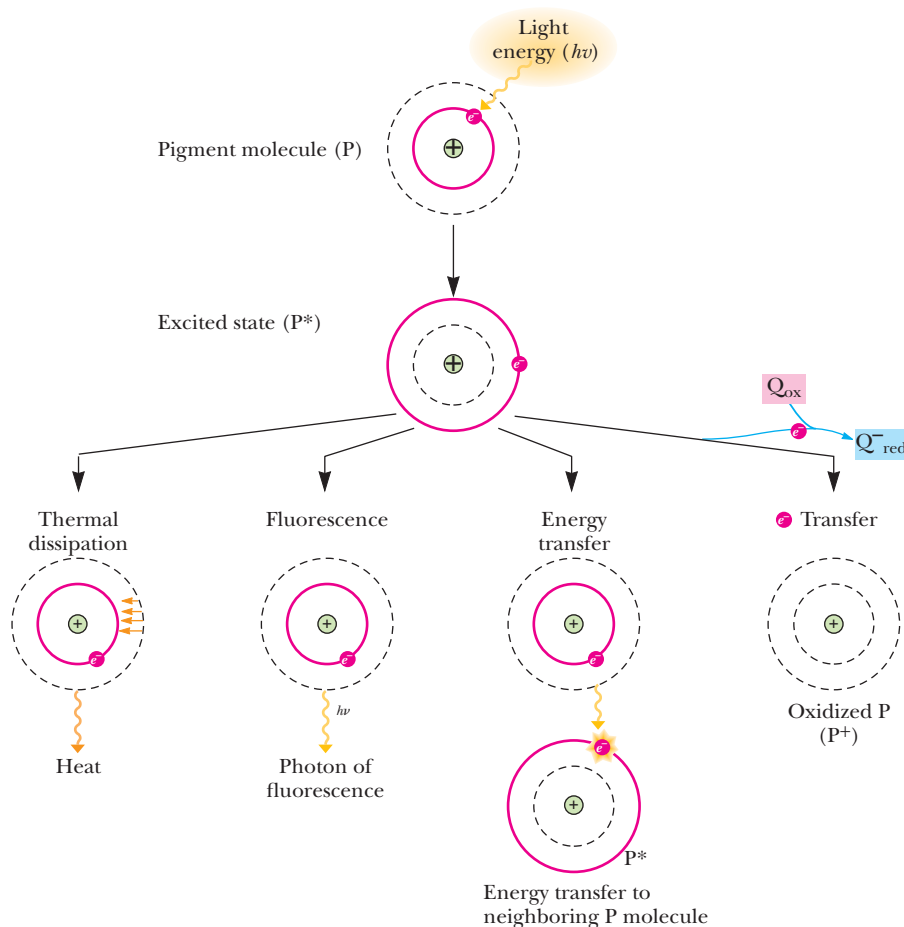 Light
energy (hν)
e−
Pigment molecule (P)
+
Excited state (P*)
+
e−
Qox
e−
Q−red
Thermal
dissipation
+
e−
Heat
Fluorescence
+
e−
hν
Photon of
fluorescence
Energy
transfer
+
e−
e−
+
P*
Energy transfer to
neighboring P molecule
e− Transfer
+
Oxidized P
(P+)